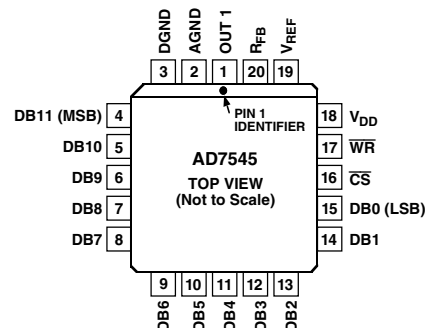 DGND AGND OUT 1 RFB VREF
3 2 1 20 19
PIN 1
IDENTIFIER
DB11 (MSB) 4
DB10 5
DB9 6
DB8 7
DB7 8
AD7545
TOP VIEW
(Not to Scale)
18 VDD
17 WR
16 CS
15 DB0 (LSB)
14 DB1
9 10 11 12 13
DB6 DB5 DB4 DB3 DB2